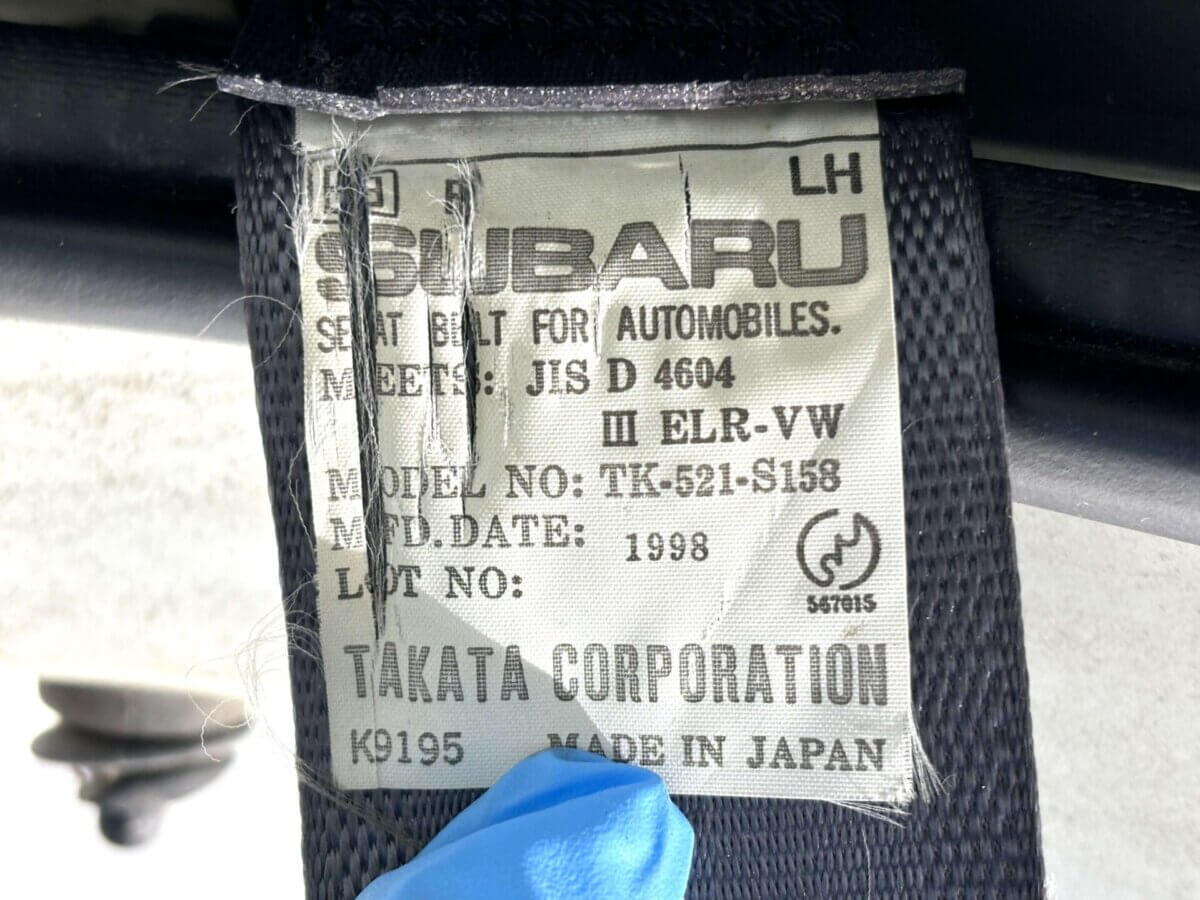 LH
SUBARU
SEAT BELT FOR AUTOMOBILES.
MEETS: JIS D 4604
III ELR-VW
MODEL NO: TK-521-S158
MFD.DATE: 1998
LOT NO:
567015
TAKATA CORPORATION
K9195 MADE IN JAPAN